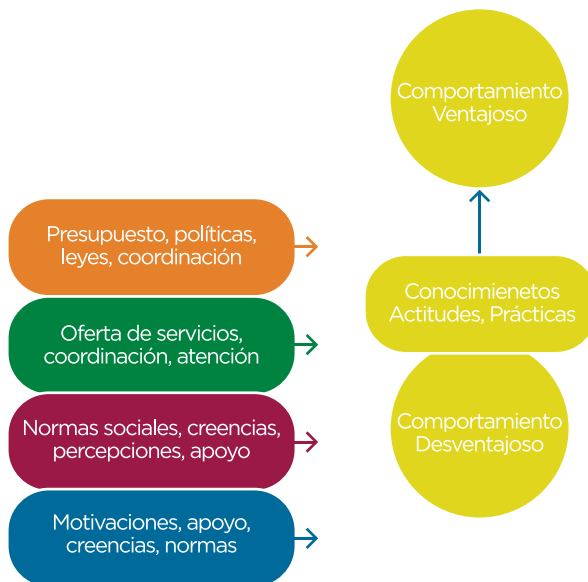 Comportamiento
Ventajoso
Presupuesto, políticas,
leyes, coordinación
Conocimienetos
Actitudes, Prácticas
Oferta de servicios,
coordinación, atención
Normas sociales, creencias,
percepciones, apoyo
Comportamiento
Desventajoso
Motivaciones, apoyo,
creencias, normas